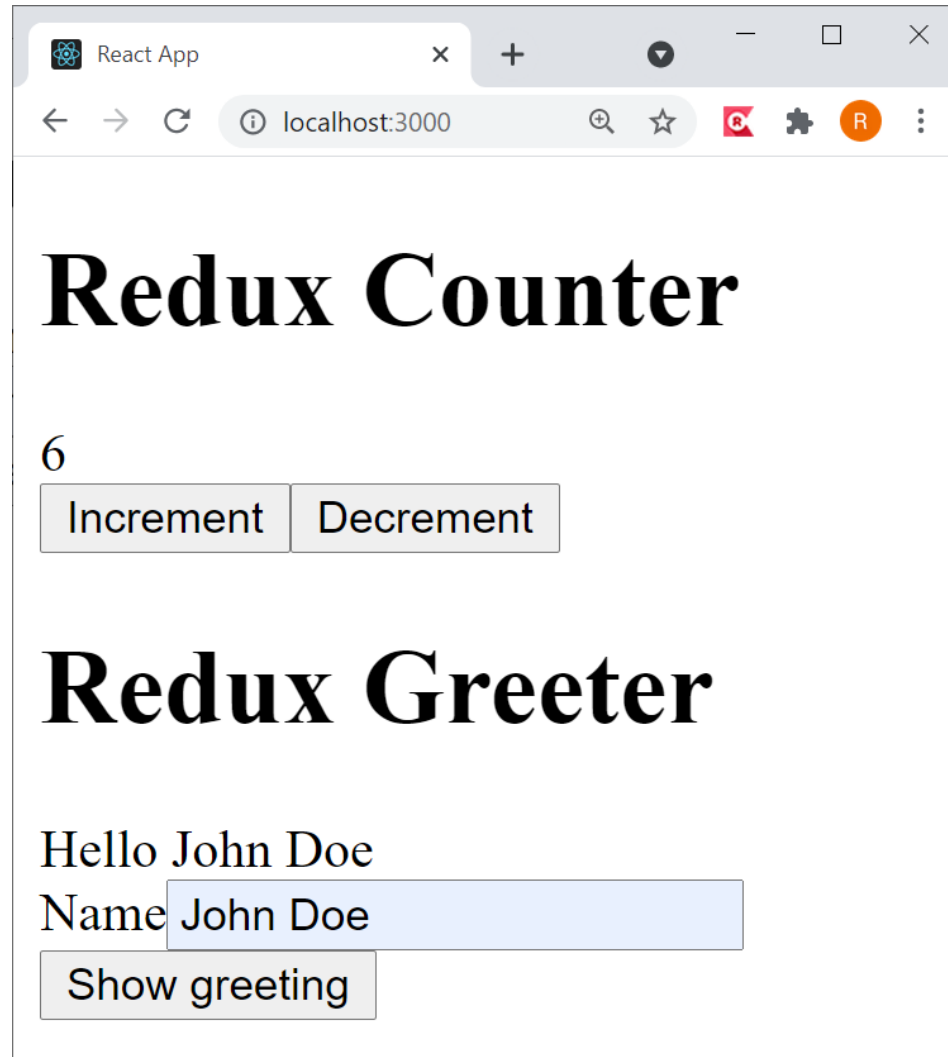 React App
localhost:3000
R
R
Redux Counter
6
Increment Decrement
Redux Greeter
Hello John Doe
Name John Doe
Show greeting